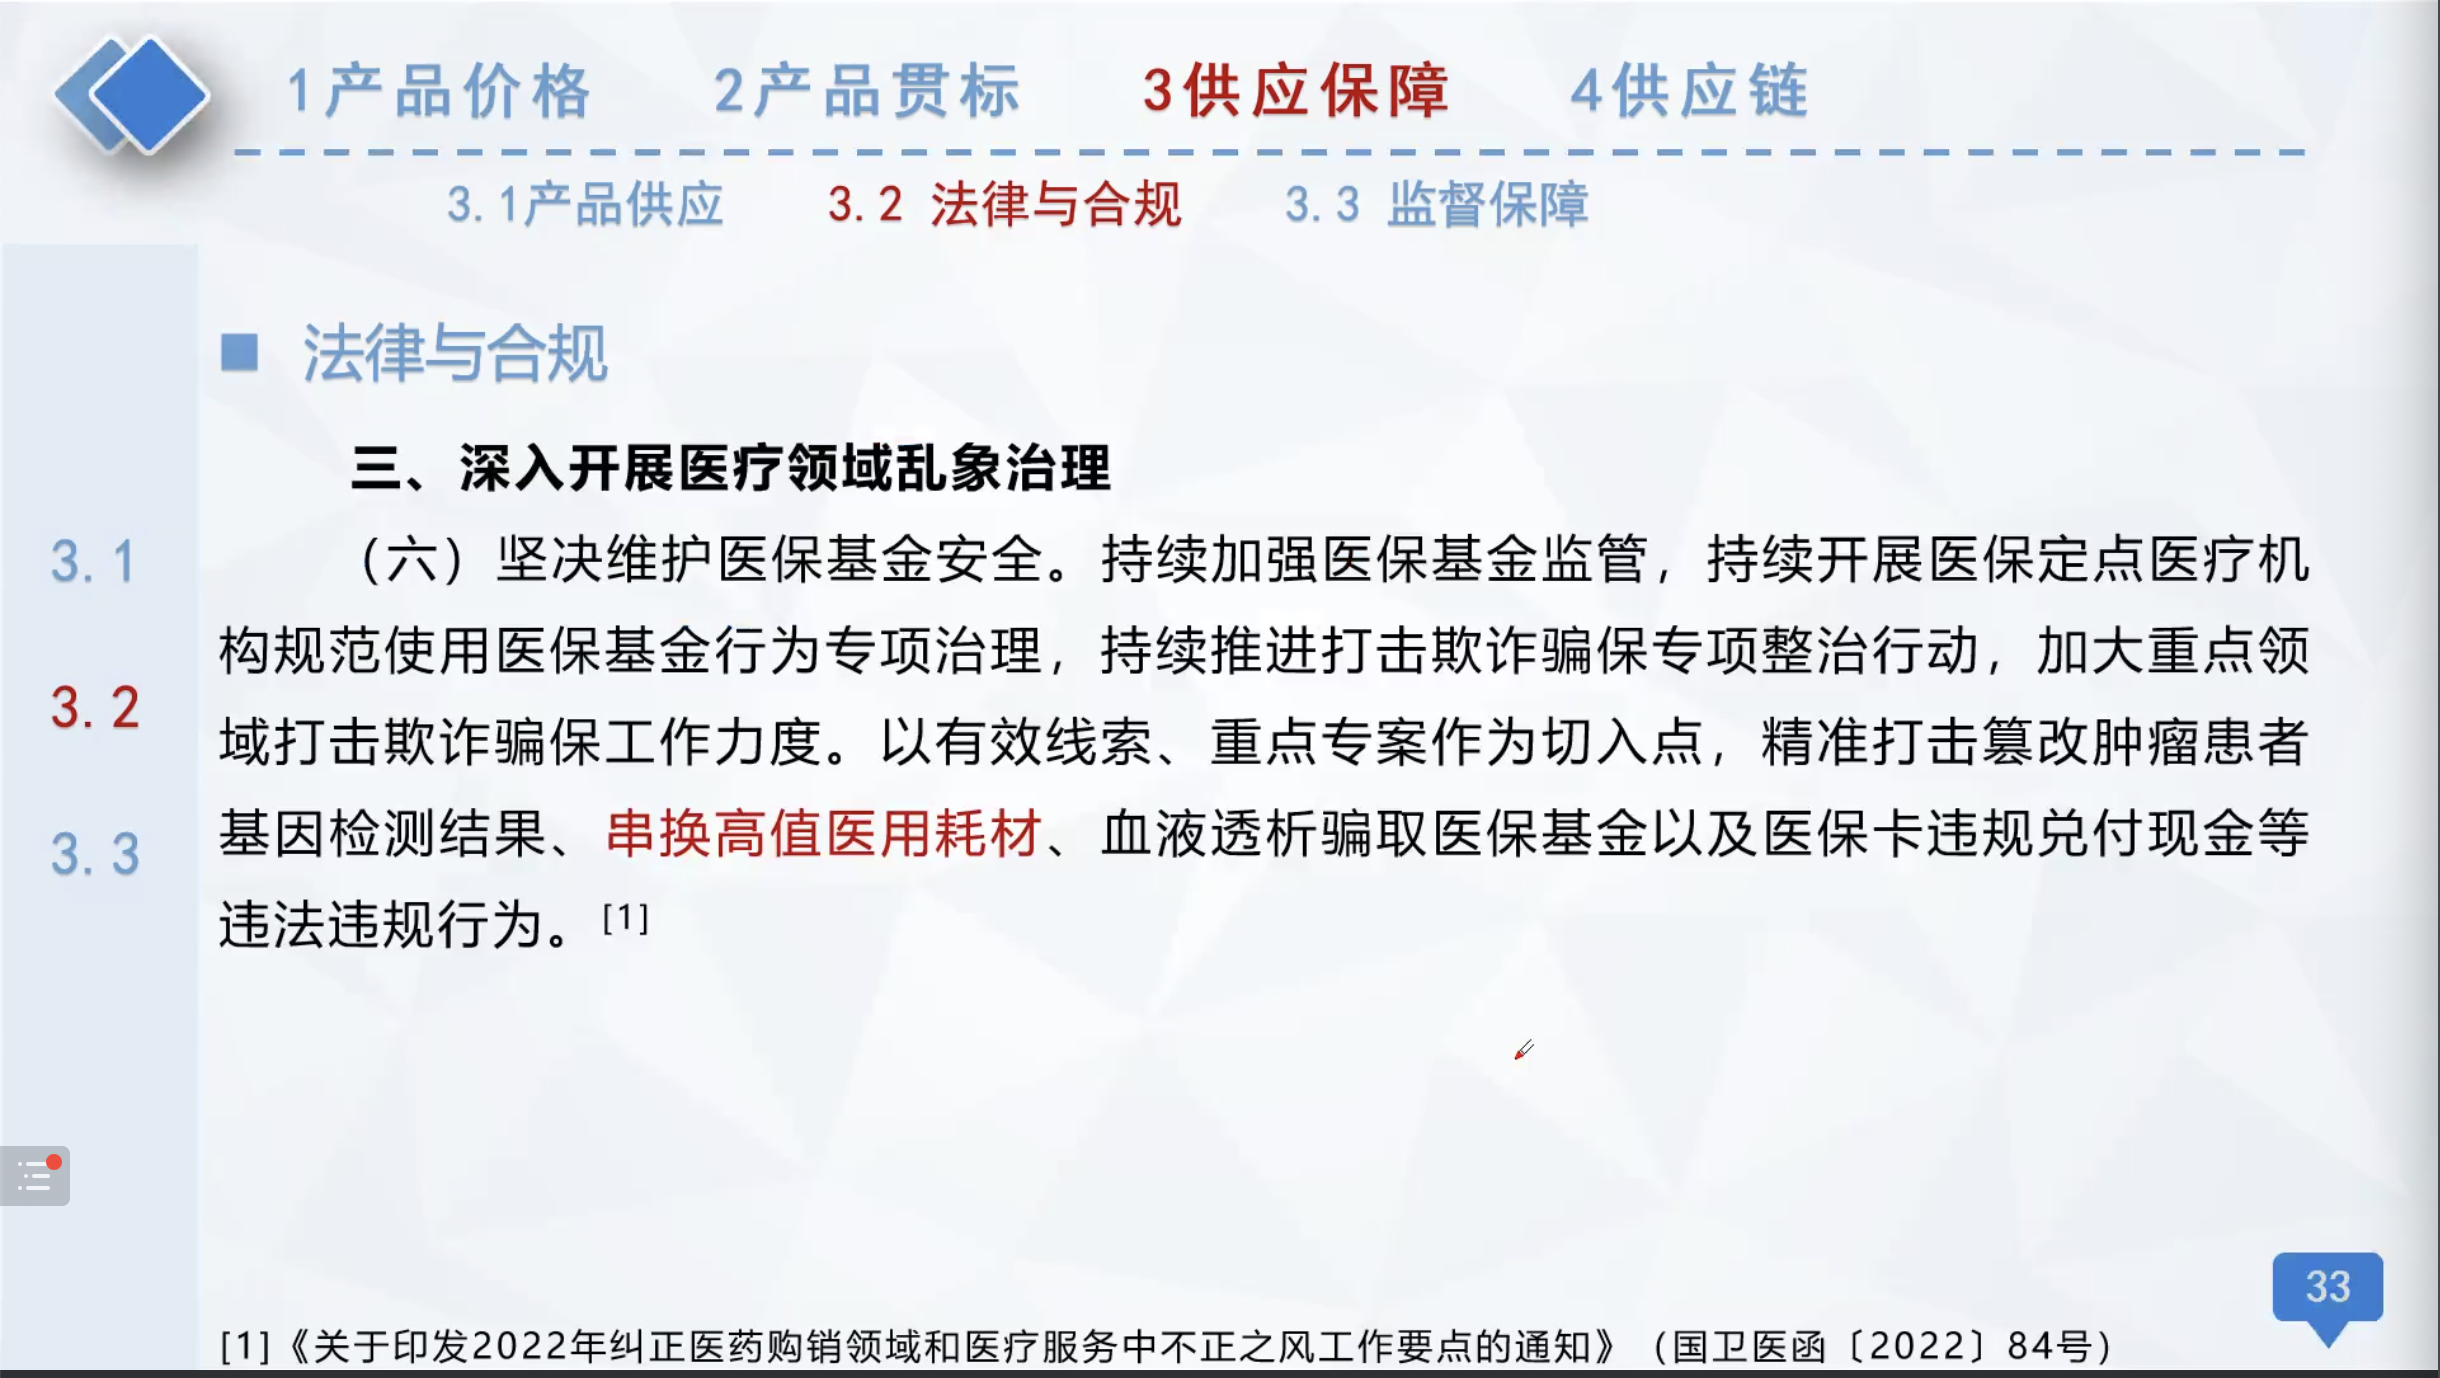 1产品价格 2产品贯标 3供应保障 4供应链
3.1产品供应 3.2 法律与合规 3.3 监督保障
■ 法律与合规
三、深入开展医疗领域乱象治理
（六）坚决维护医保基金安全。持续加强医保基金监管，持续开展医保定点医疗机
构规范使用医保基金行为专项治理，持续推进打击欺诈骗保专项整治行动，加大重点领
域打击欺诈骗保工作力度。以有效线索、重点专案作为切入点，精准打击篡改肿瘤患者
基因检测结果、串换高值医用耗材、血液透析骗取医保基金以及医保卡违规兑付现金等
违法违规行为。[1]
3.1
3.2
3.3
33
[1]《关于印发2022年纠正医药购销领域和医疗服务中不正之风工作要点的通知》（国卫医函〔2022〕84号）